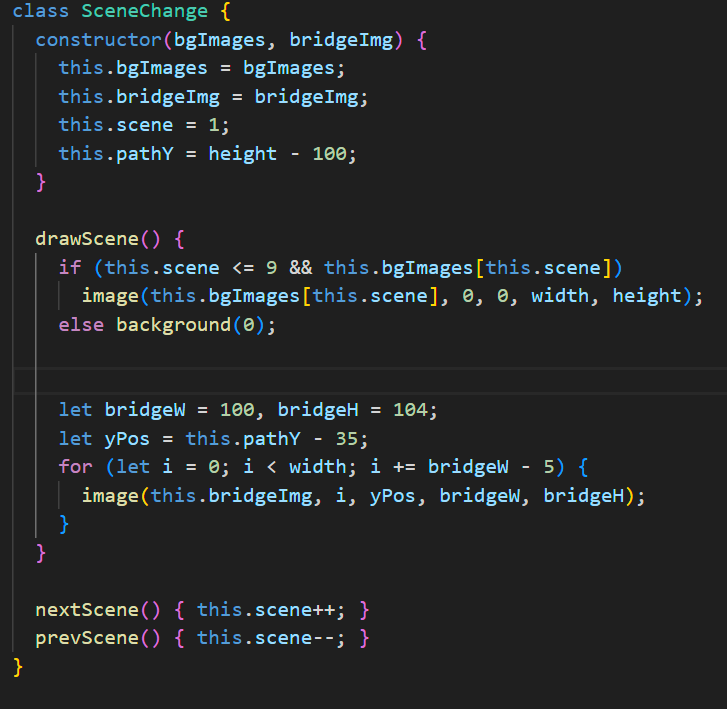 class SceneChange {
  constructor(bgImages, bridgeImg) {
    this.bgImages = bgImages;
    this.bridgeImg = bridgeImg;
    this.scene = 1;
    this.pathY = height - 100;
  }

  drawScene() {
    if (this.scene <= 9 && this.bgImages[this.scene])
      image(this.bgImages[this.scene], 0, 0, width, height);
    else background(0);


    let bridgeW = 100, bridgeH = 104;
    let yPos = this.pathY - 35;
    for (let i = 0; i < width; i += bridgeW - 5) {
      image(this.bridgeImg, i, yPos, bridgeW, bridgeH);
    }
  }

  nextScene() { this.scene++; }
  prevScene() { this.scene--; }
}